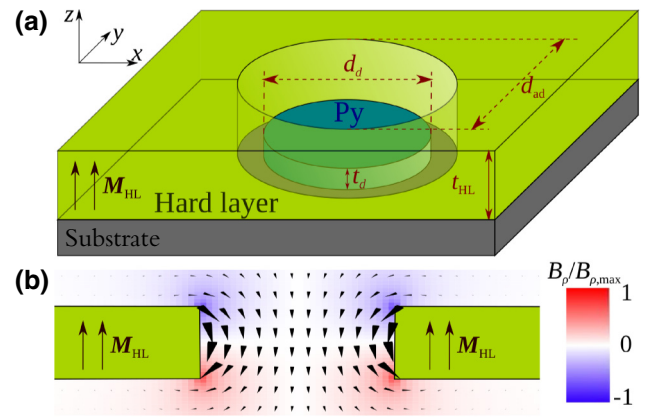 (a)
z
y
x
d_d
d_ad
Py
t_d
t_HL
M_HL
Hard layer
Substrate
(b)
B_ρ/B_ρ,max
M_HL
M_HL
1
0
-1